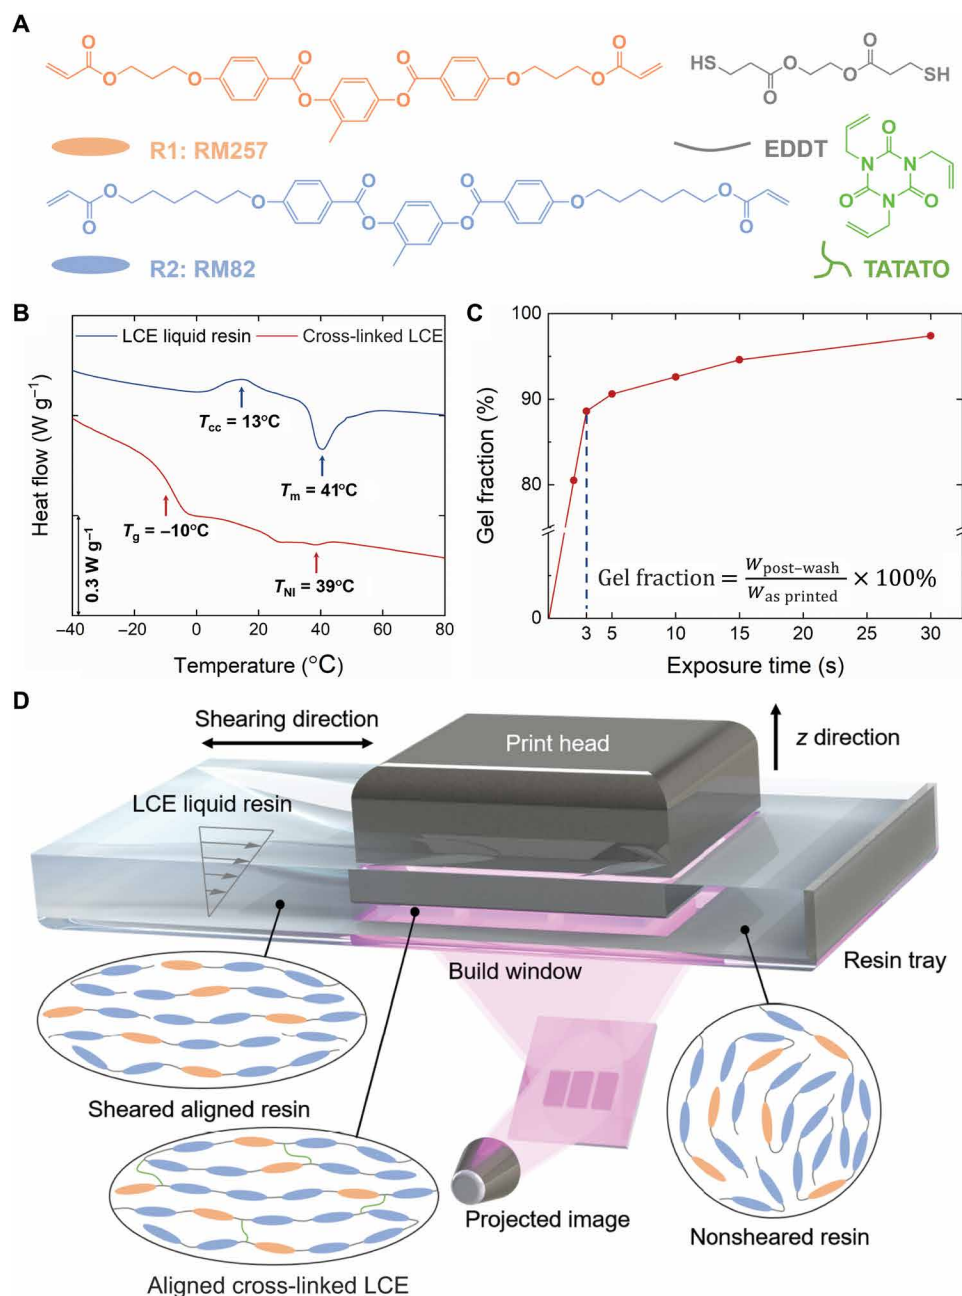 A
O
O
O
O
O
O
O
O
O
O
R1: RM257
HS
O
O
O
O
SH
EDDT
O
O
O
O
O
O
O
O
O
O
R2: RM82
O
N
N
O
N
O
TATATO
B
LCE liquid resin
Cross-linked LCE
Heat flow (W g⁻¹)
0.3 W g⁻¹
Tcc = 13°C
Tm = 41°C
Tg = −10°C
TNI = 39°C
−40 −20 0 20 40 60 80
Temperature (°C)
C
Gel fraction (%)
100
90
80
0
Gel fraction = Wpost−wash / Was printed × 100%
3 5 10 15 20 25 30
Exposure time (s)
D
Shearing direction
Print head
z direction
LCE liquid resin
Build window
Resin tray
Sheared aligned resin
Projected image
Nonsheared resin
Aligned cross-linked LCE